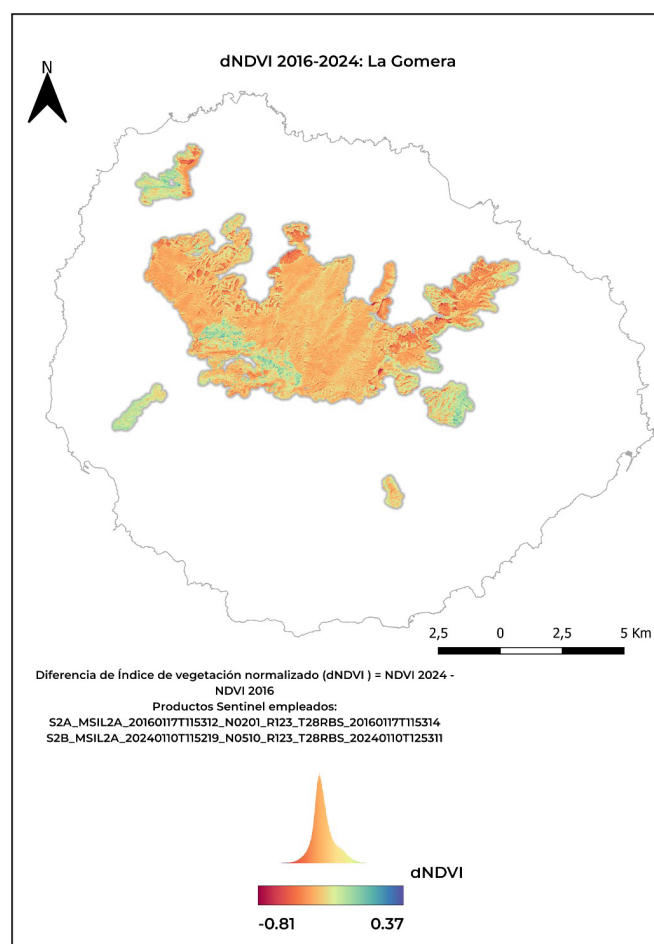 dNDVI 2016-2024: La Gomera
N
2,5 0 2,5 5 Km
Diferencia de Índice de vegetación normalizado (dNDVI ) = NDVI 2024 -
NDVI 2016
Productos Sentinel empleados:
S2A_MSIL2A_20160117T115312_N0201_R123_T28RBS_20160117T115314
S2B_MSIL2A_20240110T115219_N0510_R123_T28RBS_20240110T125311
dNDVI
-0.81 0.37